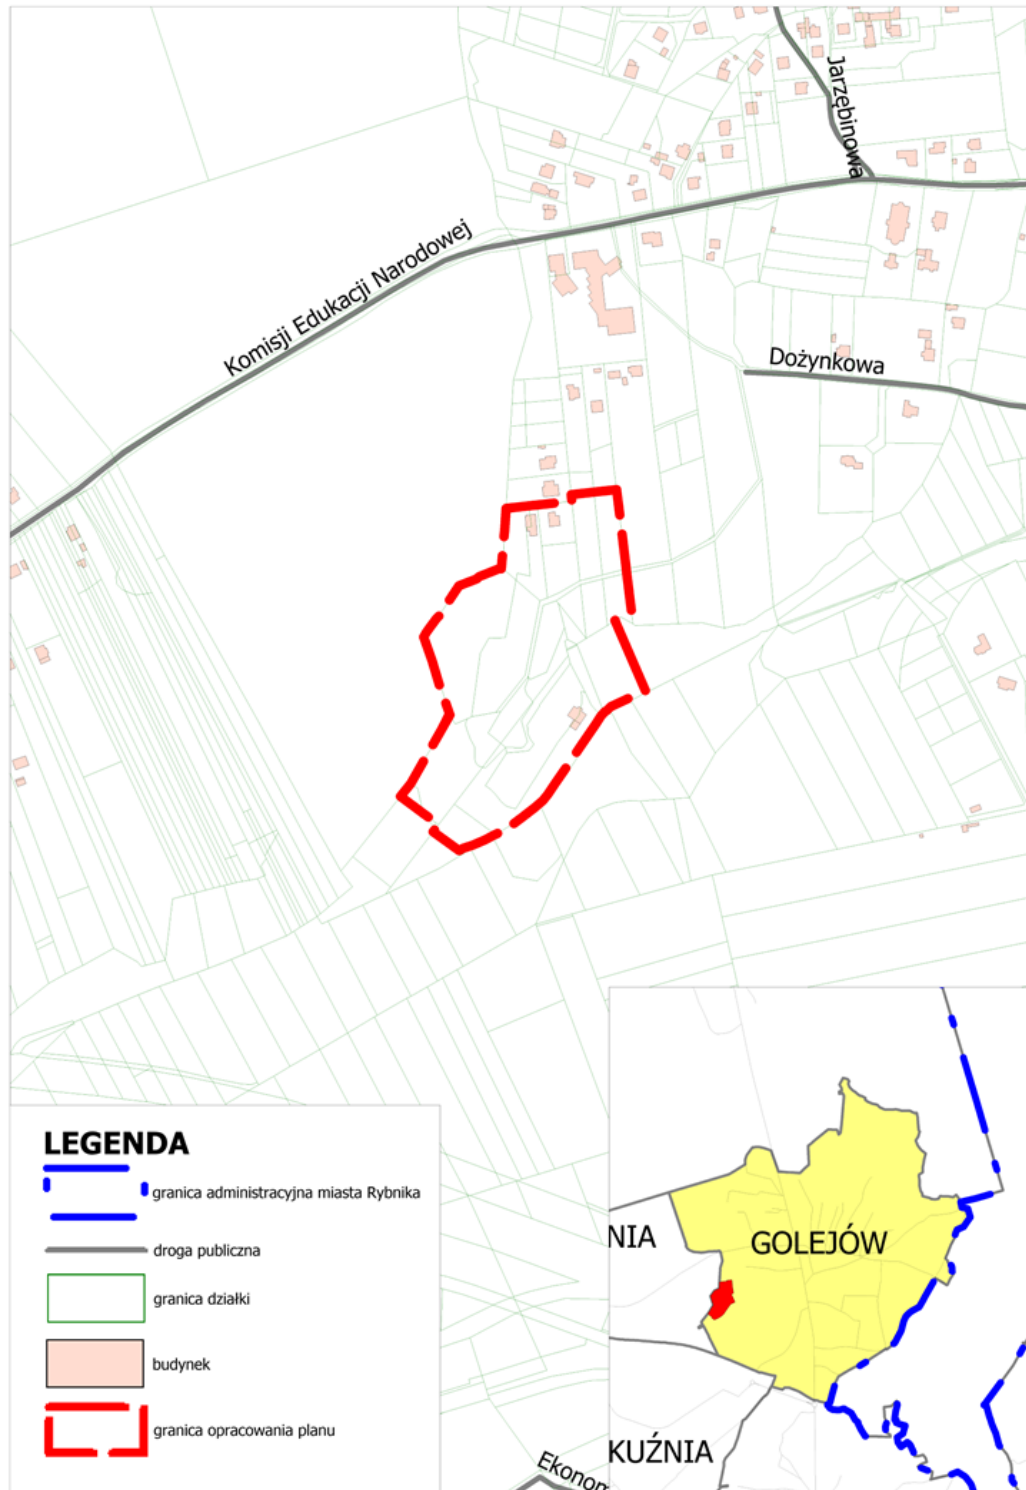 Jarzębinowa
Komisji Edukacji Narodowej
Dożynkowa
LEGENDA
granica administracyjna miasta Rybnika
droga publiczna
granica działki
budynek
granica opracowania planu
NIA
GOLEJÓW
KUŹNIA
Ekonom